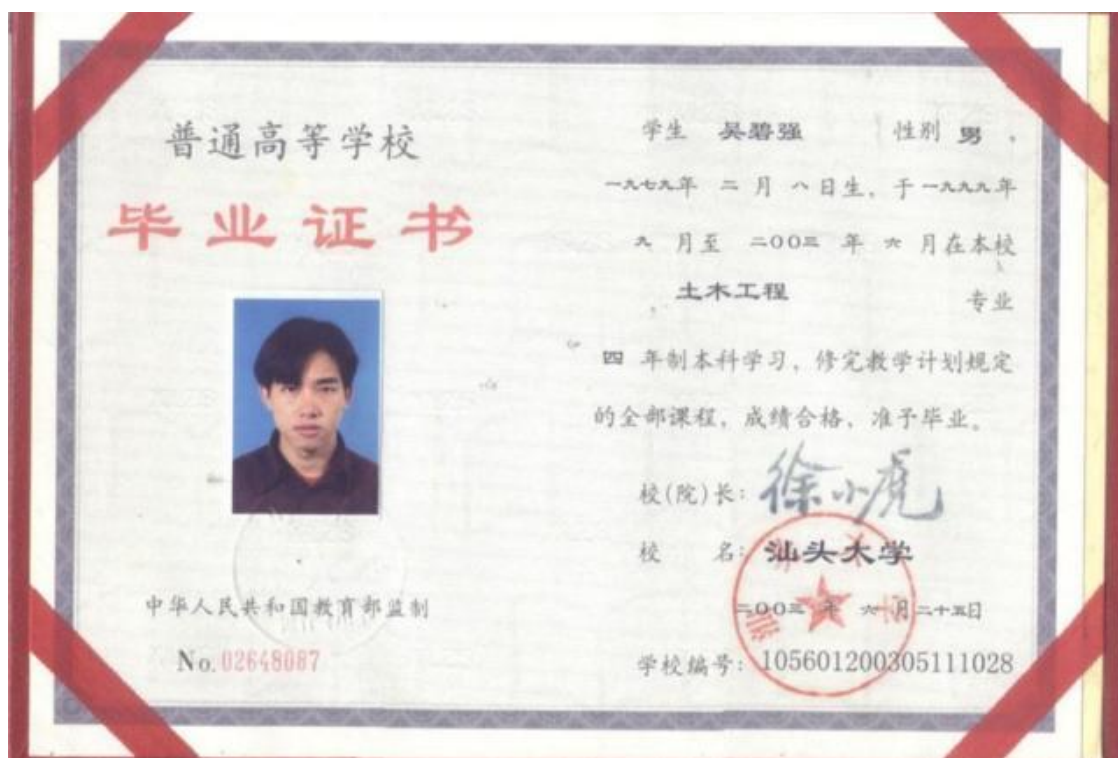 普通高等学校
毕业证书
中华人民共和国教育部监制
No.02648087
学生 吴碧强 性别 男,
一九七九年 二 月 八日生, 于一九九九年
九 月至 二00三 年 六 月在本校
土木工程 专业
四 年制本科学习, 修完教学计划规定
的全部课程, 成绩合格, 准予毕业。
校(院)长: 徐小虎
校 名: 汕头大学
二00三 年 六 月二十五日
学校编号: 105601200305111028